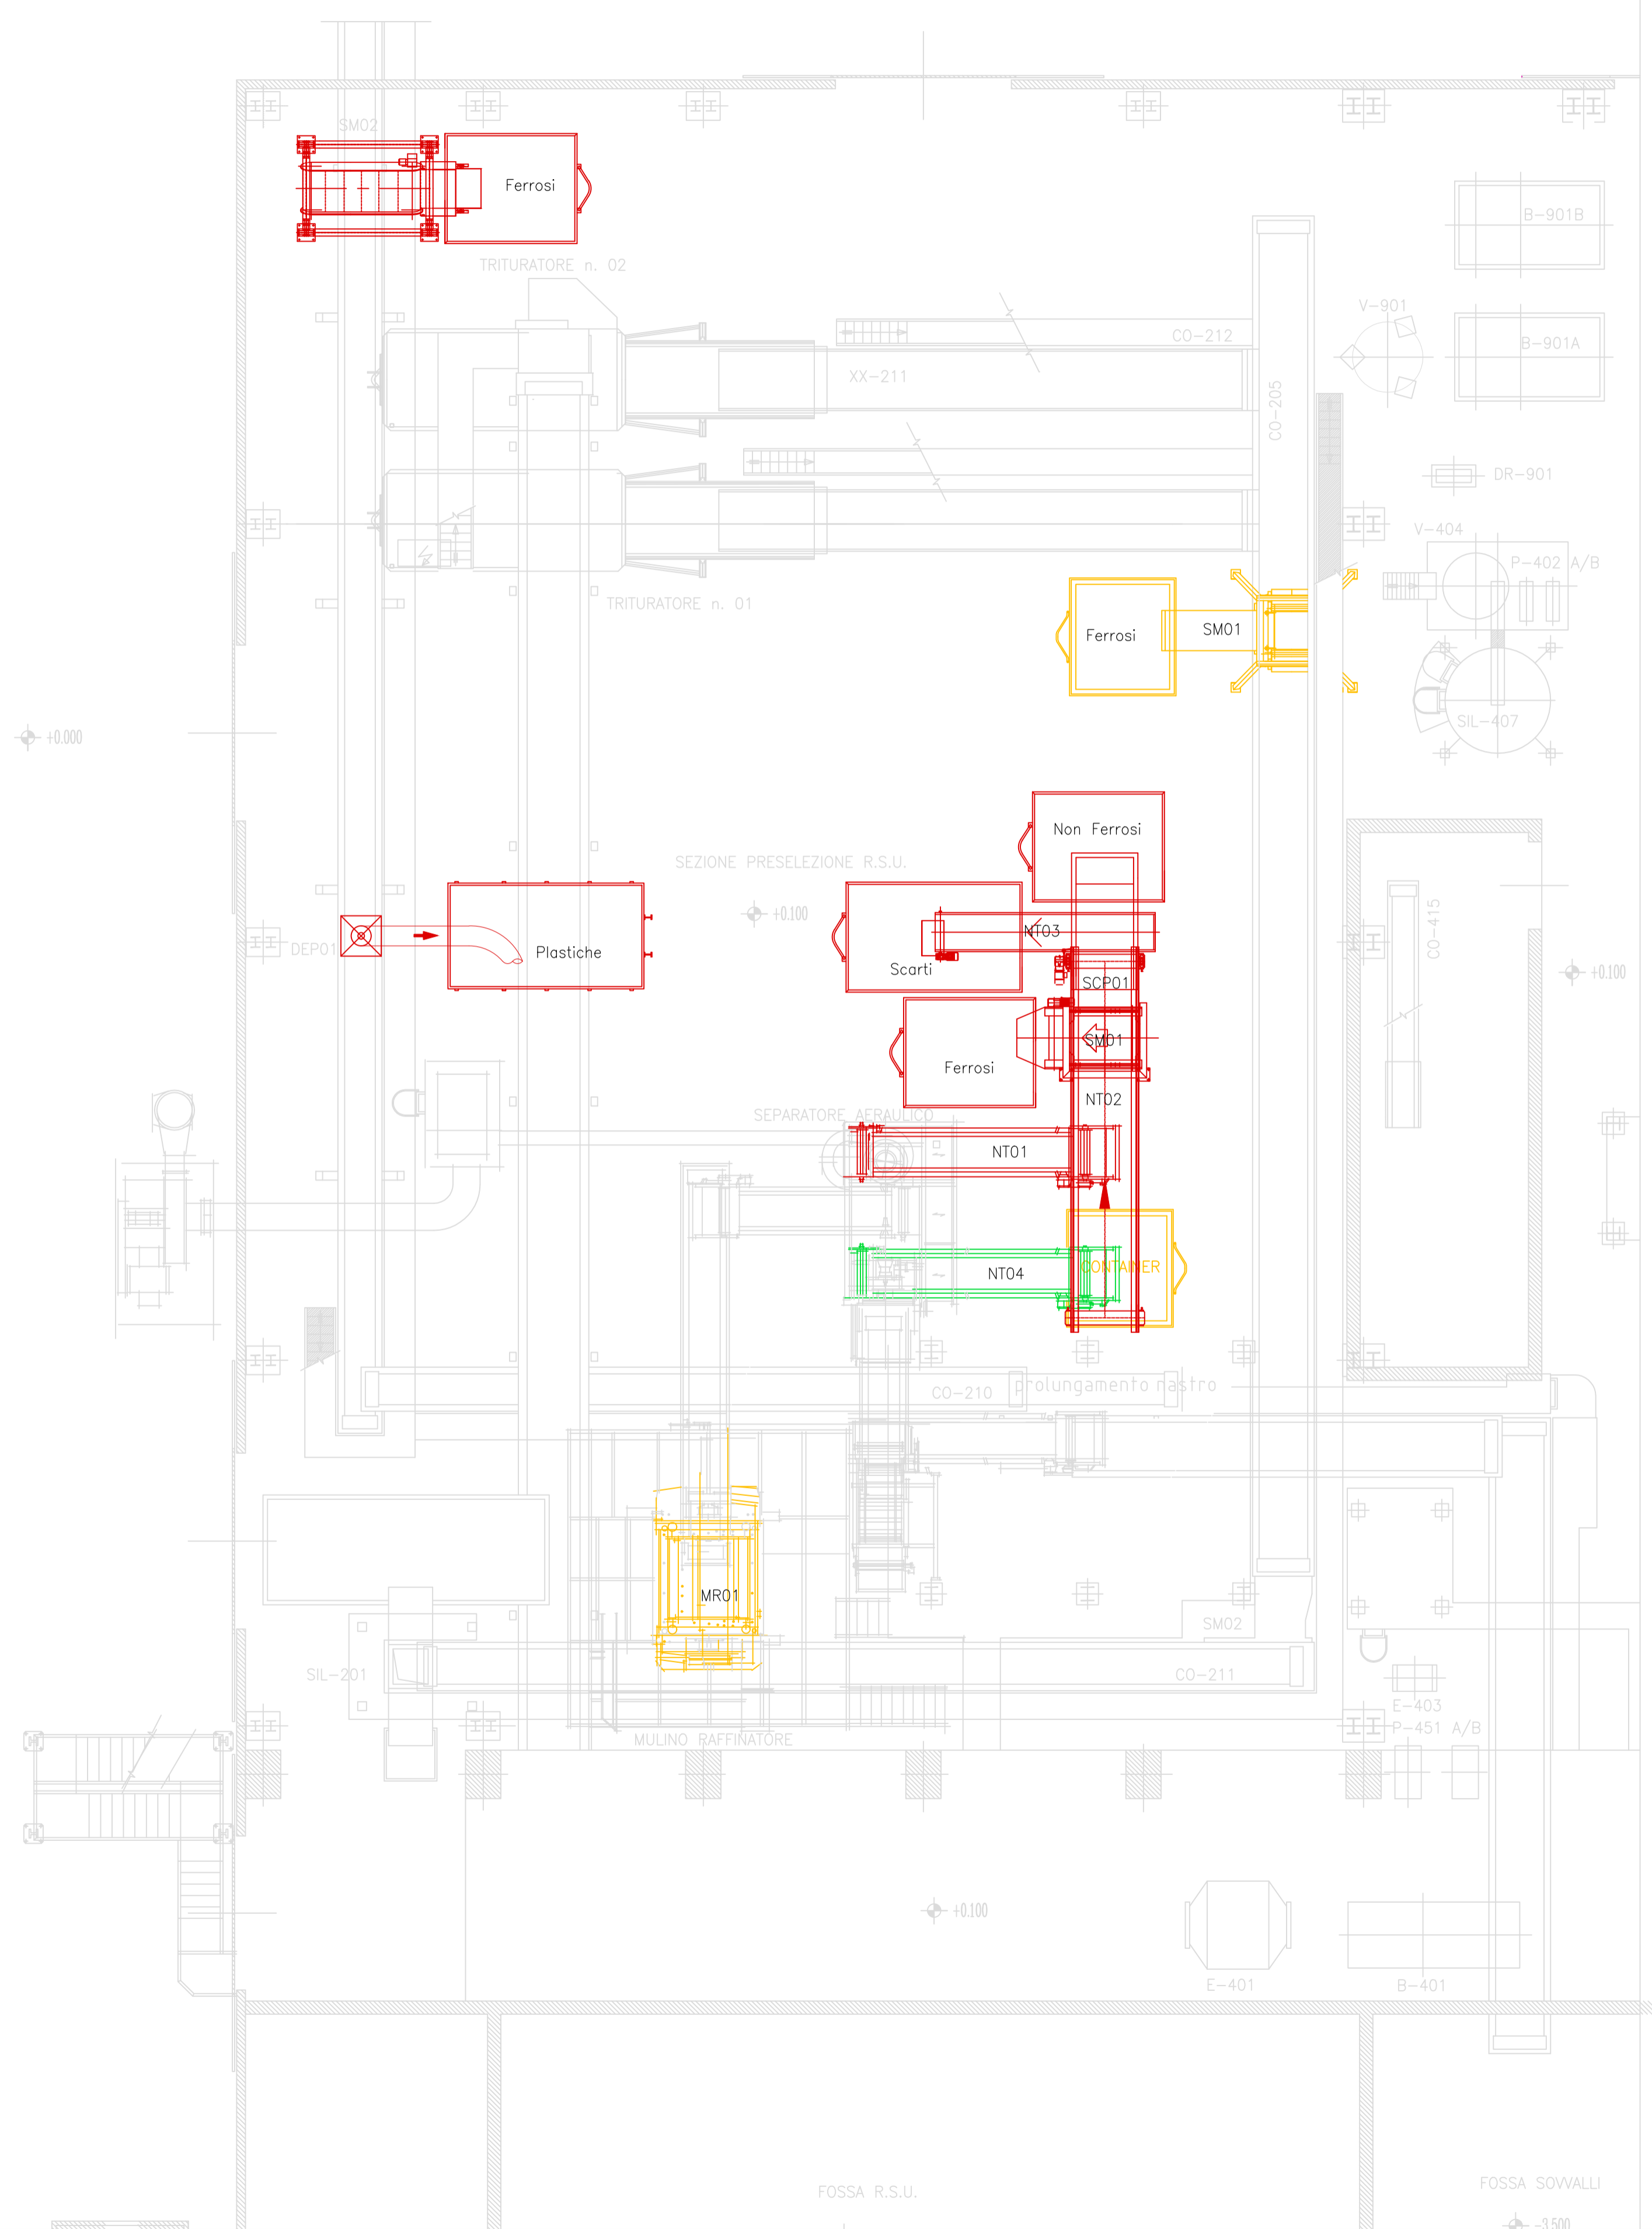 SM02
Ferrosi
B-901B
TRITURATORE n. 02
V-901
CO-212
B-901A
XX-211
CO-205
DR-901
V-404
P-402 A/B
TRITURATORE n. 01
SM01
Ferrosi
SIL-407
+0.000
Non Ferrosi
SEZIONE PRESELEZIONE R.S.U.
+0.100
CO-415
NT03
DEP01
Plastiche
Scarti
+0.100
SCP01
SM01
Ferrosi
NT02
SEPARATORE AERAULICO
NT01
CONTAINER
NT04
CO-210
prolungamento nastro
MR01
SM02
SIL-201
CO-211
E-403
P-451 A/B
MULINO RAFFINATORE
+0.100
E-401
B-401
FOSSA R.S.U.
FOSSA SOVVALLI
-3.500